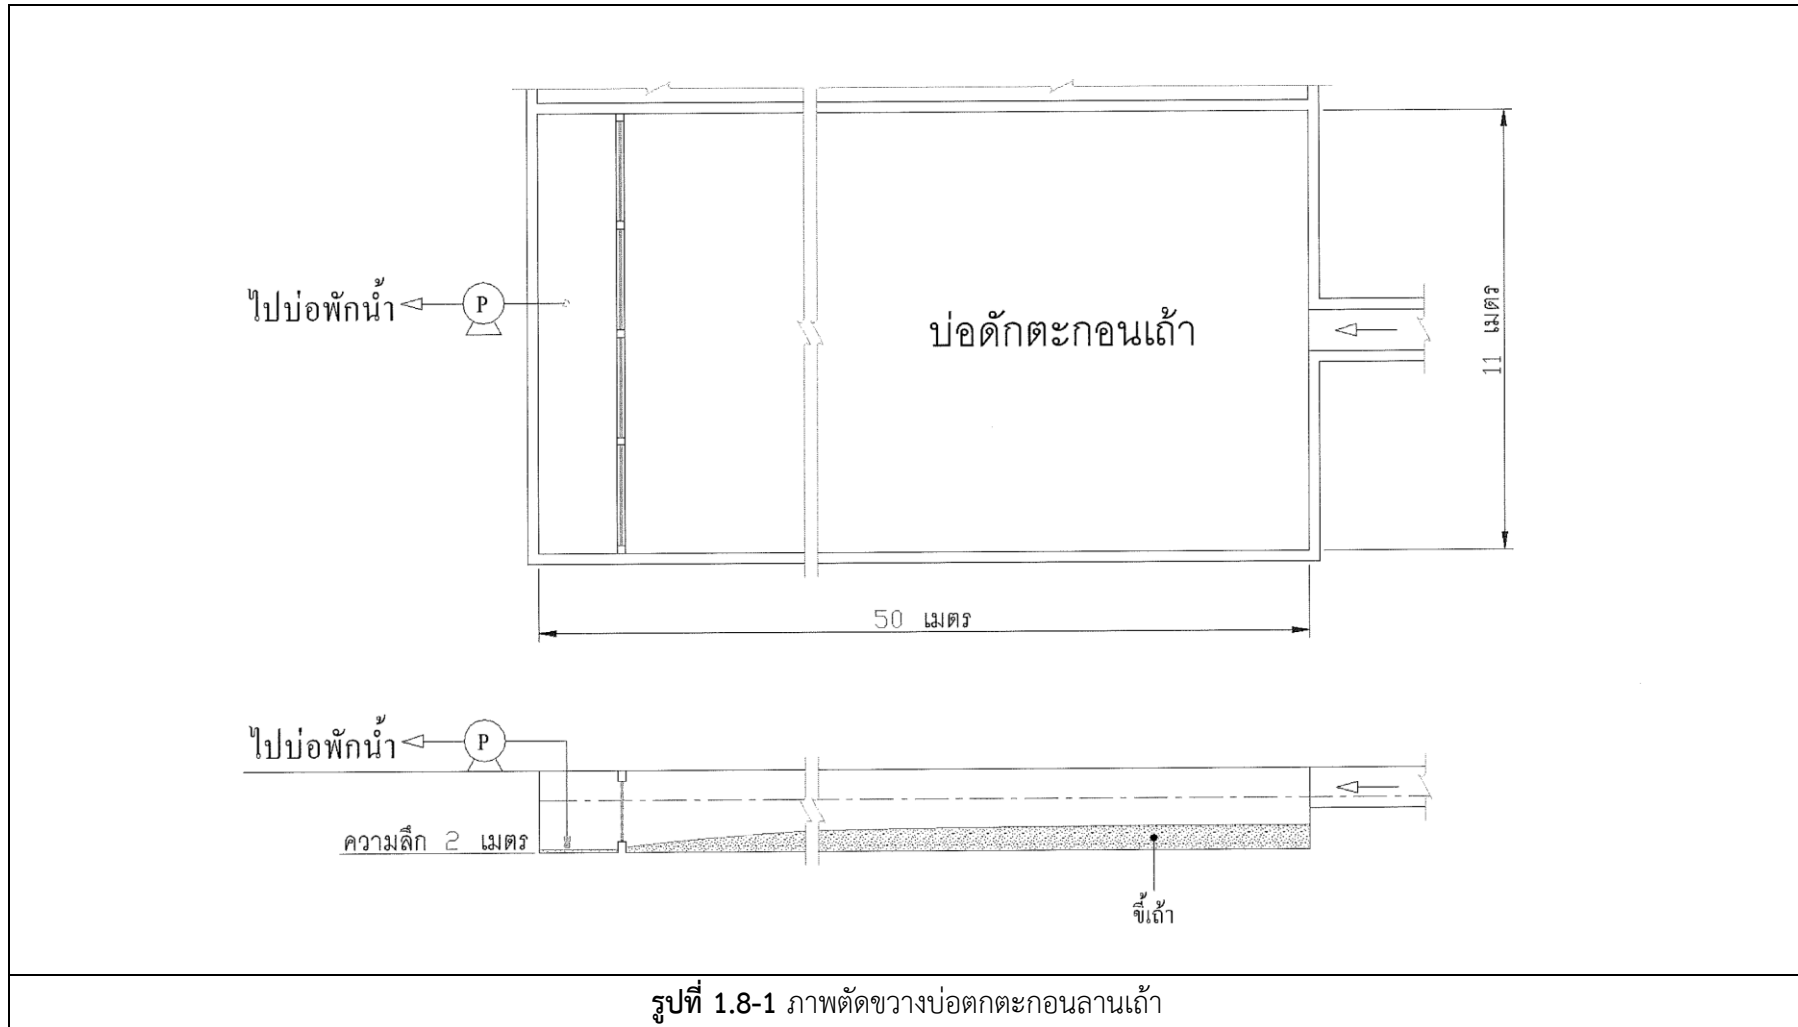 ไปบ่อพักน้ำ
P
บ่อดักตะกอนเถ้า
11 เมตร
50 เมตร
ไปบ่อพักน้ำ
P
ความลึก 2 เมตร
ขี้เถ้า
รูปที่ 1.8-1 ภาพตัดขวางบ่อตกตะกอนลานเถ้า